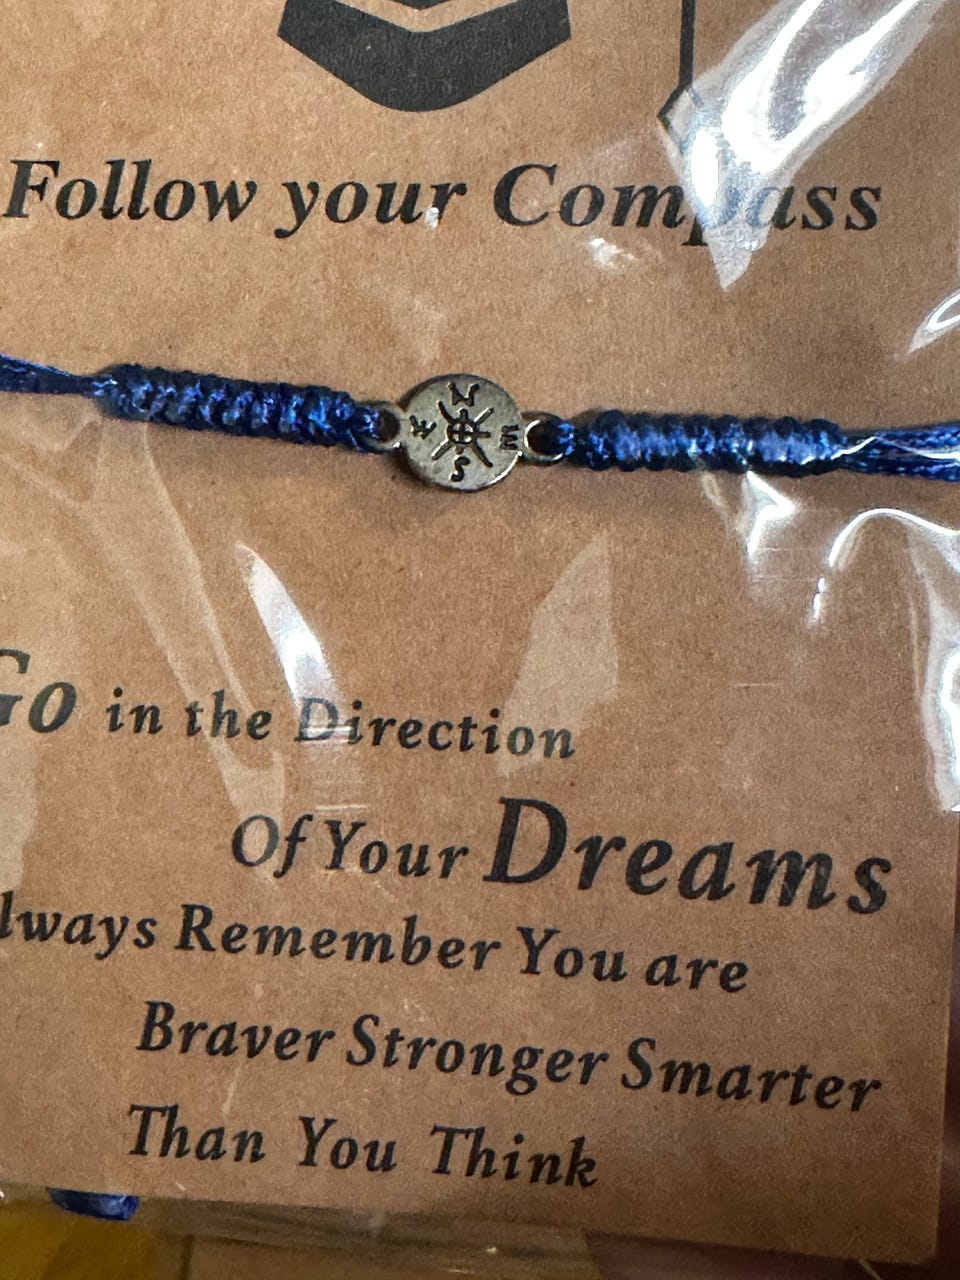 Follow your Compass
N
E
W
S
Go in the Direction
Of Your Dreams
lways Remember You are
Braver Stronger Smarter
Than You Think